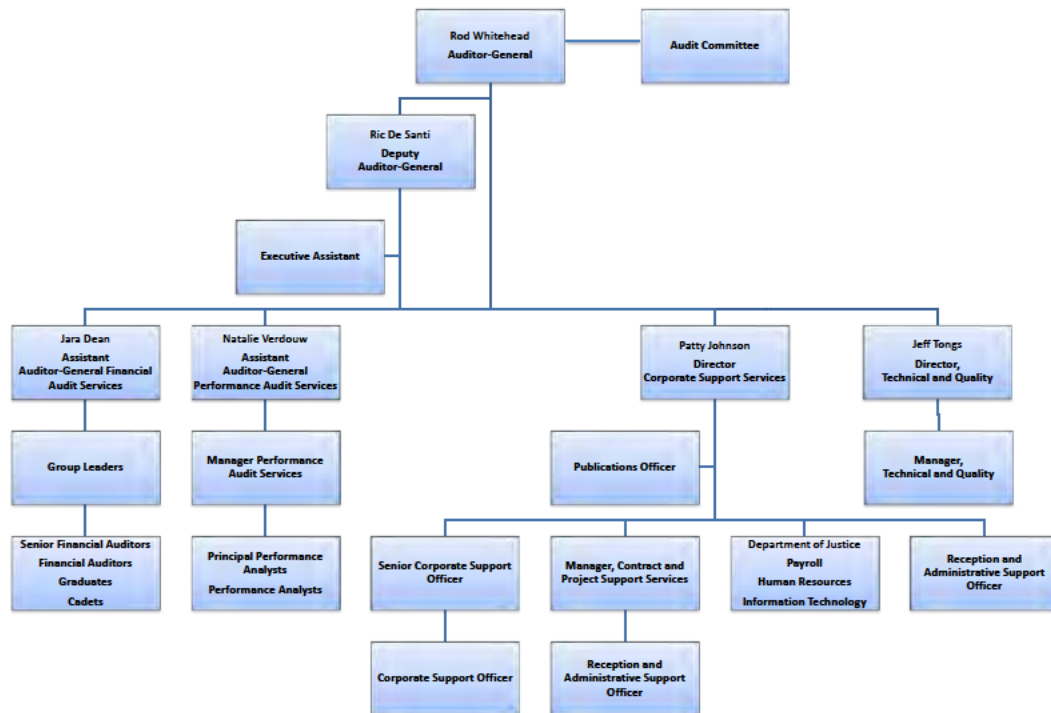 Rod Whitehead
Auditor-General
Audit Committee
Ric De Santi
Deputy
Auditor-General
Executive Assistant
Jara Dean
Assistant
Auditor-General Financial
Audit Services
Natalie Verdouw
Assistant
Auditor-General
Performance Audit Services
Patty Johnson
Director
Corporate Support Services
Jeff Tongs
Director,
Technical and Quality
Group Leaders
Manager Performance
Audit Services
Publications Officer
Manager,
Technical and Quality
Senior Financial Auditors
Financial Auditors
Graduates
Cadets
Principal Performance
Analysts
Performance Analysts
Senior Corporate Support
Officer
Manager, Contract and
Project Support Services
Department of Justice
Payroll
Human Resources
Information Technology
Reception and
Administrative Support
Officer
Corporate Support Officer
Reception and
Administrative Support
Officer